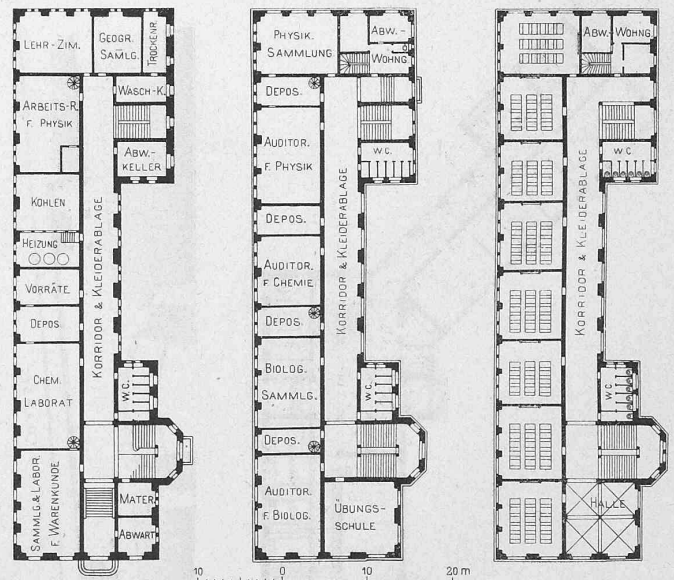 LEHR-ZIM.
GEOGR.
SAMLG.
TROCKENR.
ARBEITS-R.
F. PHYSIK
WASCH-K.
ABW.-
KELLER
KOHLEN
HEIZUNG
VORRÄTE
DEPOS
CHEM.
LABORAT
SAMMLG. & LABOR.
F. WARENKUNDE
KORRIDOR & KLEIDERABLAGE
W.C.
MATER.
ABWART
PHYSIK.
SAMMLUNG
ABW.-
WOHNG
DEPOS.
AUDITOR.
F. PHYSIK
W.C.
DEPOS.
AUDITOR.
F. CHEMIE
DEPOS.
BIOLOG.
SAMMLG.
DEPOS.
AUDITOR.
F. BIOLOG.
KORRIDOR & KLEIDERABLAGE
W.C.
ÜBUNGS-
SCHULE
ABW.-
WOHNG
W.C.
KORRIDOR & KLEIDERABLAGE
W.C.
HALLE
10 0 10 20 m